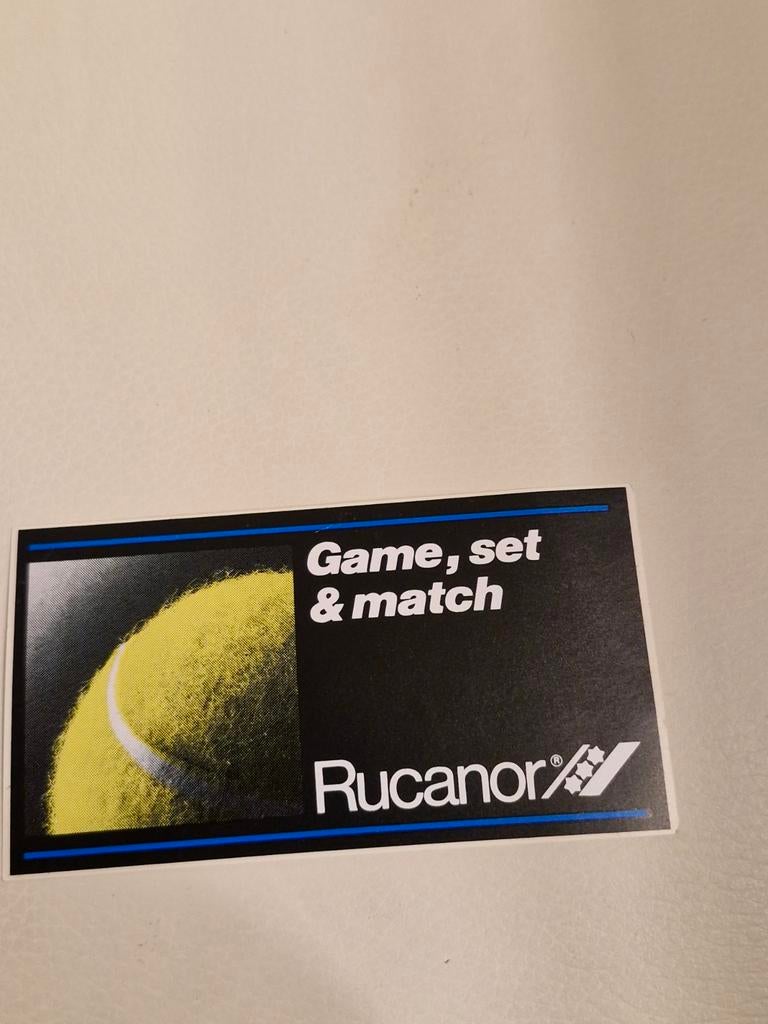 Game, set
& match
Rucanor®